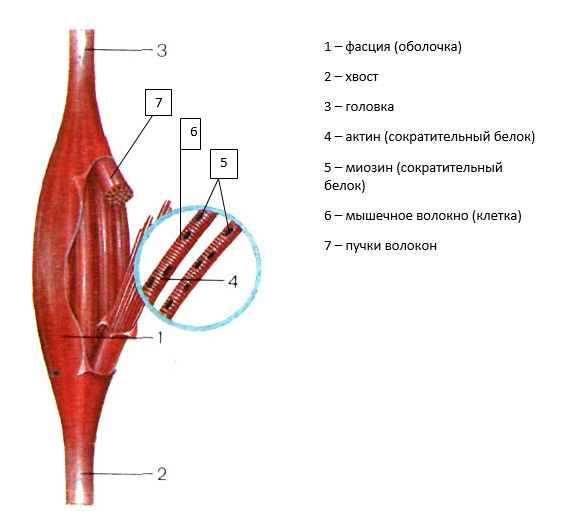 3
7
6
5
4
1
2
1 – фасция (оболочка)
2 – хвост
3 – головка
4 – актин (сократительный белок)
5 – миозин (сократительный
белок)
6 – мышечное волокно (клетка)
7 – пучки волокон